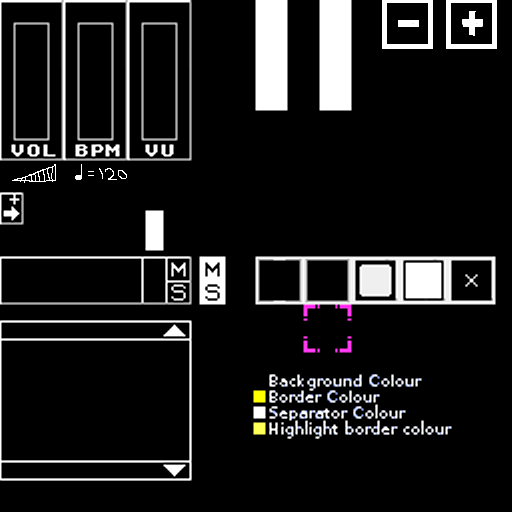 VOL BPM VU
♩=120
M M
S S
×
Background Colour
Border Colour
Separator Colour
Highlight border colour